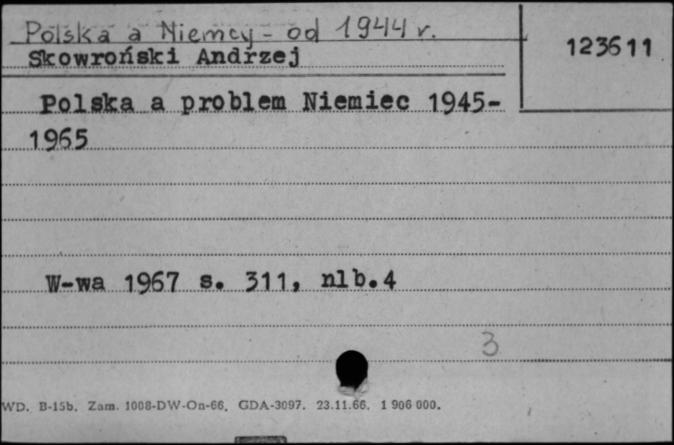 Polska a Niemcy - od 1944 r.
Skowroński Andrzej
123611
Polska a problem Niemiec 1945-
1965
W-wa 1967 s. 311, nlb.4
3
WD. B-15b. Zam. 1008-DW-On-66. GDA-3097. 23.11.66. 1 906 000.